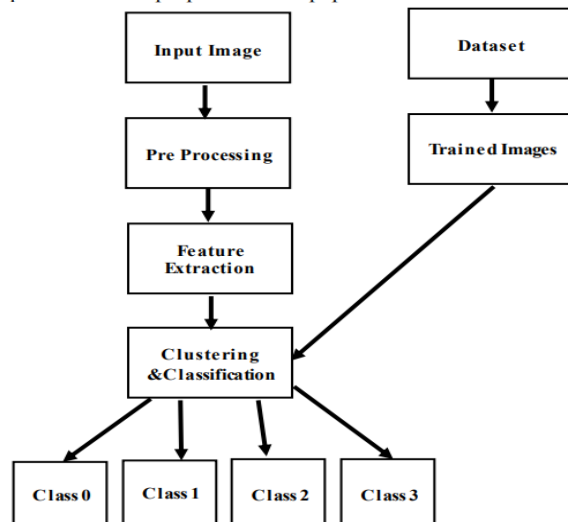 Input Image
Dataset
Pre Processing
Trained Images
Feature
Extraction
Clustering
&Classification
Class 0
Class 1
Class 2
Class 3